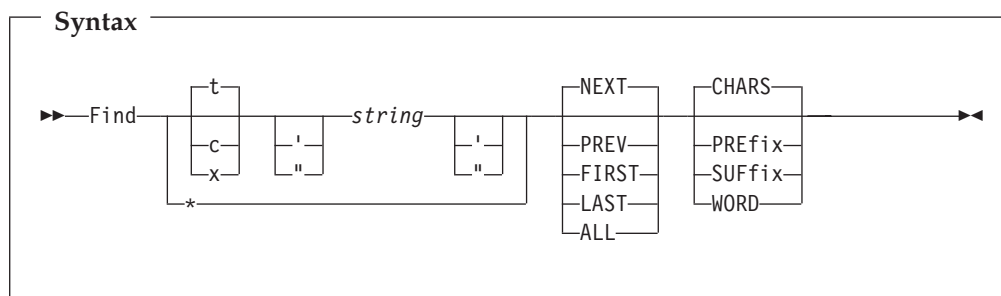 Syntax
t NEXT CHARS
►►—Find string ►◄
c ' ' PREV PREfix
x " " FIRST SUFfix
* LAST WORD
ALL